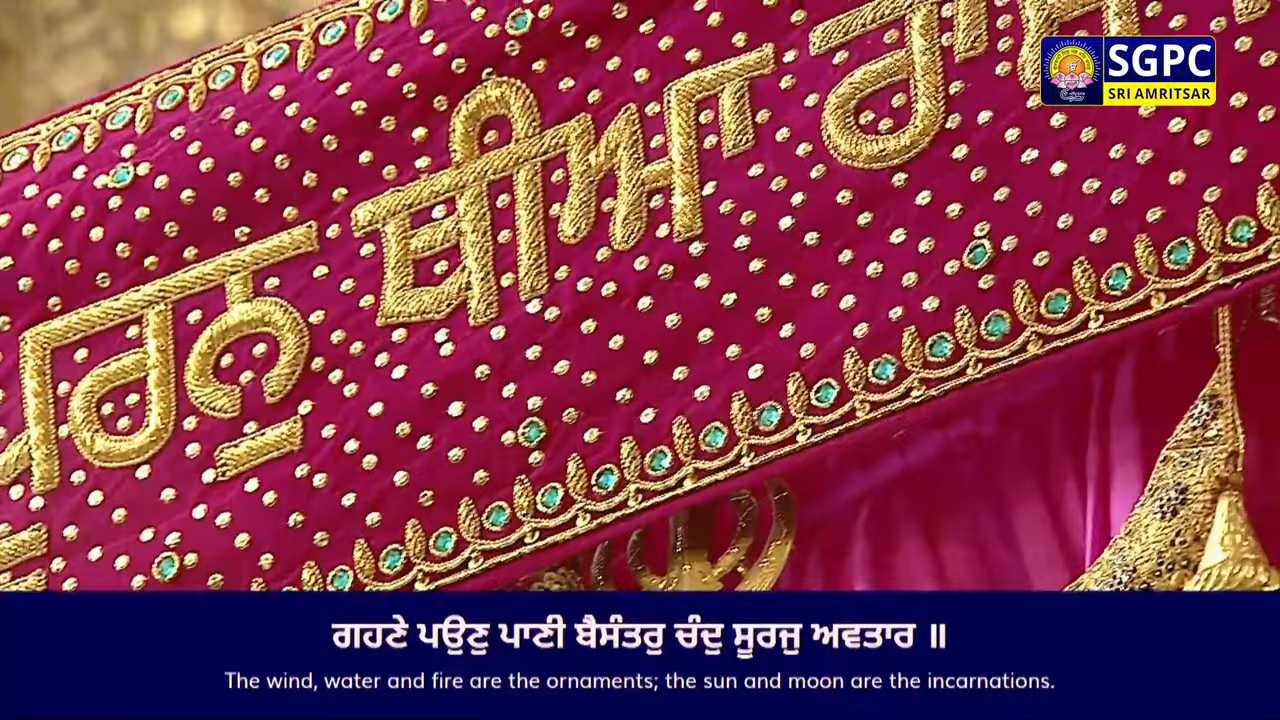 SGPC
SRI AMRITSAR
ਥੀਆ
ਗਹਣੇ ਪਉਣੁ ਪਾਣੀ ਬੈਸੰਤਰੁ ਚੰਦੁ ਸੂਰਜੁ ਅਵਤਾਰ ॥
The wind, water and fire are the ornaments; the sun and moon are the incarnations.